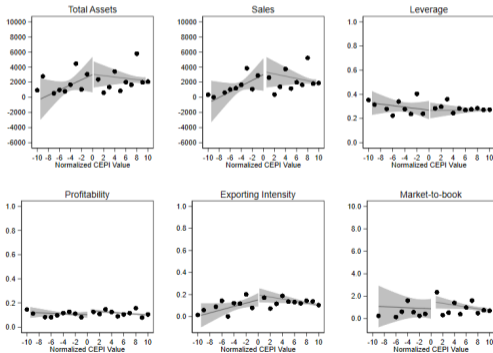 Total Assets
10000
8000
6000
4000
2000
0
-2000
-4000
-6000
-10 -8 -6 -4 -2 0 2 4 6 8 10
Normalized CEPI Value
Sales
10000
8000
6000
4000
2000
0
-2000
-4000
-6000
-10 -8 -6 -4 -2 0 2 4 6 8 10
Normalized CEPI Value
Leverage
1.0
0.8
0.6
0.4
0.2
0.0
-10 -8 -6 -4 -2 0 2 4 6 8 10
Normalized CEPI Value
Profitability
1.0
0.8
0.6
0.4
0.2
0.0
-10 -8 -6 -4 -2 0 2 4 6 8 10
Normalized CEPI Value
Exporting Intensity
1.0
0.8
0.6
0.4
0.2
0.0
-10 -8 -6 -4 -2 0 2 4 6 8 10
Normalized CEPI Value
Market-to-book
10.0
8.0
6.0
4.0
2.0
0.0
-10 -8 -6 -4 -2 0 2 4 6 8 10
Normalized CEPI Value